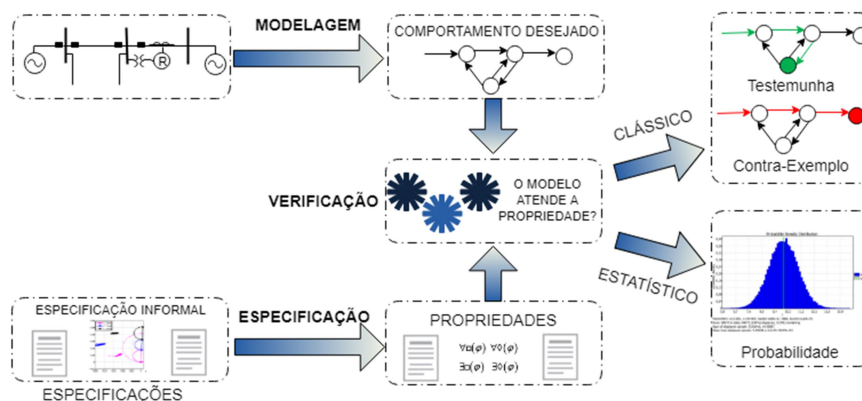 MODELAGEM
R
COMPORTAMENTO DESEJADO
Testemunha
Contra-Exemplo
CLÁSSICO
VERIFICAÇÃO
O MODELO
ATENDE A
PROPRIEDADE?
ESTATÍSTICO
Probabilidade
ESPECIFICAÇÃO INFORMAL
ESPECIFICAÇÕES
ESPECIFICAÇÃO
PROPRIEDADES
∀□(φ) ∀◊(φ)
∃□(φ) ∃◊(φ)